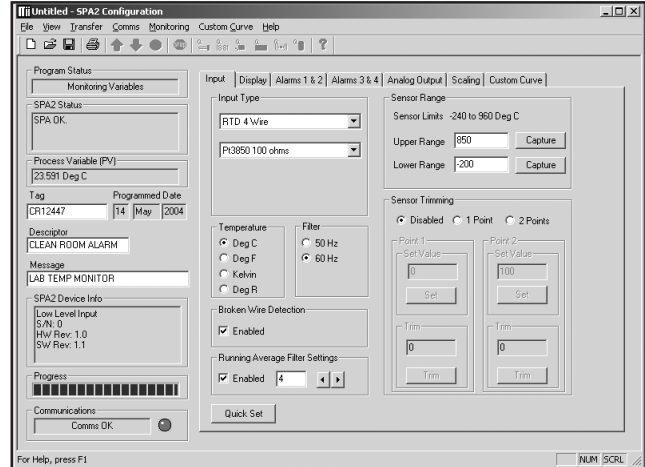 Untitled - SPA2 Configuration
File View Transfer Comms Monitoring Custom Curve Help
Program Status
Monitoring Variables
SPA2 Status
SPA OK.
Process Variable (PV)
23.591 Deg C
Tag Programmed Date
CR12447 14 May 2004
Descriptor
CLEAN ROOM ALARM
Message
LAB TEMP MONITOR
SPA2 Device Info
Low Level Input
S/N: 0
HW Rev: 1.0
SW Rev: 1.1
Progress
Communications
Comms OK
Input Display Alarms 1 & 2 Alarms 3 & 4 Analog Output Scaling Custom Curve
Input Type
RTD 4 Wire
Pt3850 100 ohms
Temperature
Deg C
Deg F
Kelvin
Deg R
Filter
50 Hz
60 Hz
Broken Wire Detection
Enabled
Running Average Filter Settings
Enabled 4
Quick Set
Sensor Range
Sensor Limits -240 to 960 Deg C
Upper Range 850 Capture
Lower Range -200 Capture
Sensor Trimming
Disabled 1 Point 2 Points
Point 1
Set Value
0
Set
Trim
0
Trim
Point 2
Set Value
100
Set
Trim
0
Trim
For Help, press F1
NUM SCRL